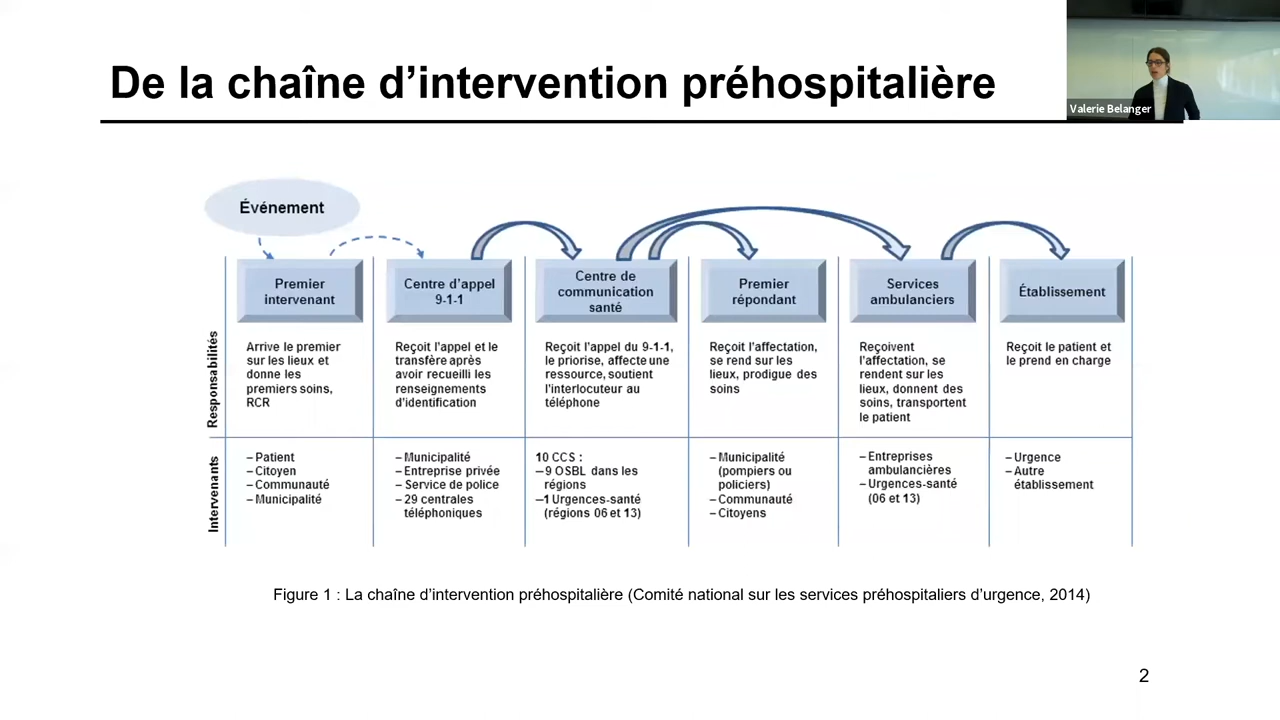 De la chaîne d’intervention préhospitalière
Valerie Belanger
Événement
Premier
intervenant
Centre d’appel
9-1-1
Centre de
communication
santé
Premier
répondant
Services
ambulanciers
Établissement
Responsabilités
Arrive le premier
sur les lieux et
donne les
premiers soins,
RCR
Reçoit l’appel et le
transfère après
avoir recueilli les
renseignements
d’identification
Reçoit l’appel du 9-1-1,
le priorise, affecte une
ressource, soutient
l’interlocuteur au
téléphone
Reçoit l’affectation,
se rend sur les
lieux, prodigue des
soins
Reçoivent
l’affectation, se
rendent sur les
lieux, donnent des
soins, transportent
le patient
Reçoit le patient et
le prend en charge
Intervenants
– Patient
– Citoyen
– Communauté
– Municipalité
– Municipalité
– Entreprise privée
– Service de police
– 29 centrales
téléphoniques
10 CCS :
–9 OSBL dans les
régions
–1 Urgences-santé
(régions 06 et 13)
– Municipalité
(pompiers ou
policiers)
– Communauté
– Citoyens
– Entreprises
ambulancières
– Urgences-santé
(06 et 13)
– Urgence
– Autre
établissement
Figure 1 : La chaîne d’intervention préhospitalière (Comité national sur les services préhospitaliers d’urgence, 2014)
2